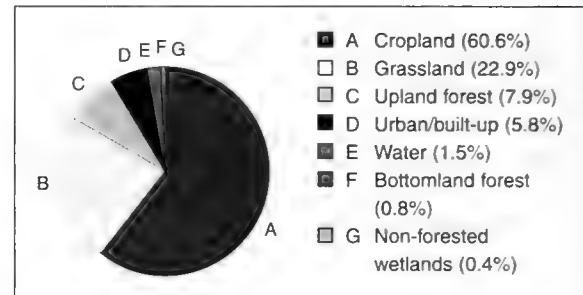 D E F G
C
B
A
A Cropland (60.6%)
B Grassland (22.9%)
C Upland forest (7.9%)
D Urban/built-up (5.8%)
E Water (1.5%)
F Bottomland forest
(0.8%)
G Non-forested
wetlands (0.4%)